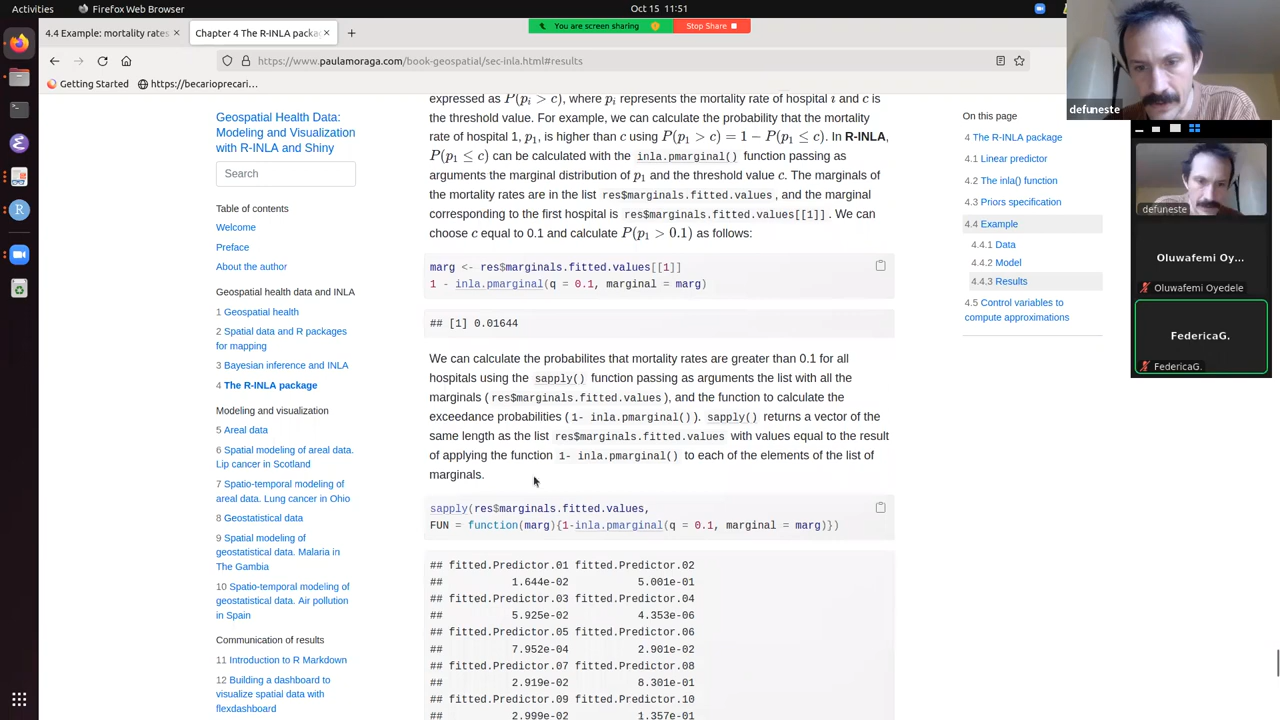 Activities
Firefox Web Browser
Oct 15 11:51
4.4 Example: mortality rates
Chapter 4 The R-INLA packa
You are screen sharing
Stop Share
https://www.paulamoraga.com/book-geospatial/sec-inla.html#results
Getting Started
https://becarioprecari...
defuneste
Geospatial Health Data:
Modeling and Visualization
with R-INLA and Shiny
Search
Table of contents
Welcome
Preface
About the author
Geospatial health data and INLA
1 Geospatial health
2 Spatial data and R packages
for mapping
3 Bayesian inference and INLA
4 The R-INLA package
Modeling and visualization
5 Areal data
6 Spatial modeling of areal data.
Lip cancer in Scotland
7 Spatio-temporal modeling of
areal data. Lung cancer in Ohio
8 Geostatistical data
9 Spatial modeling of
geostatistical data. Malaria in
The Gambia
10 Spatio-temporal modeling of
geostatistical data. Air pollution
in Spain
Communication of results
11 Introduction to R Markdown
12 Building a dashboard to
visualize spatial data with
flexdashboard
expressed as P(p_i > c), where p_i represents the mortality rate of hospital i and c is
the threshold value. For example, we can calculate the probability that the mortality
rate of hospital 1, p_1, is higher than c using P(p_1 > c) = 1 − P(p_1 ≤ c). In R-INLA,
P(p_1 ≤ c) can be calculated with the inla.pmarginal() function passing as
arguments the marginal distribution of p_1 and the threshold value c. The marginals of
the mortality rates are in the list res$marginals.fitted.values, and the marginal
corresponding to the first hospital is res$marginals.fitted.values[[1]]. We can
choose c equal to 0.1 and calculate P(p_1 > 0.1) as follows:
marg <- res$marginals.fitted.values[[1]]
1 - inla.pmarginal(q = 0.1, marginal = marg)
## [1] 0.01644
We can calculate the probabilites that mortality rates are greater than 0.1 for all
hospitals using the sapply() function passing as arguments the list with all the
marginals (res$marginals.fitted.values), and the function to calculate the
exceedance probabilities (1- inla.pmarginal()). sapply() returns a vector of the
same length as the list res$marginals.fitted.values with values equal to the result
of applying the function 1- inla.pmarginal() to each of the elements of the list of
marginals.
sapply(res$marginals.fitted.values,
FUN = function(marg){1-inla.pmarginal(q = 0.1, marginal = marg)})
## fitted.Predictor.01 fitted.Predictor.02
## 1.644e-02 5.001e-01
## fitted.Predictor.03 fitted.Predictor.04
## 5.925e-02 4.353e-06
## fitted.Predictor.05 fitted.Predictor.06
## 7.952e-04 2.901e-02
## fitted.Predictor.07 fitted.Predictor.08
## 2.919e-02 8.301e-01
## fitted.Predictor.09 fitted.Predictor.10
## 2.999e-02 1.357e-01
On this page
4 The R-INLA package
4.1 Linear predictor
4.2 The inla() function
4.3 Priors specification
4.4 Example
4.4.1 Data
4.4.2 Model
4.4.3 Results
4.5 Control variables to
compute approximations
defuneste
Oluwafemi Oy...
Oluwafemi Oyedele
FedericaG.
FedericaG.